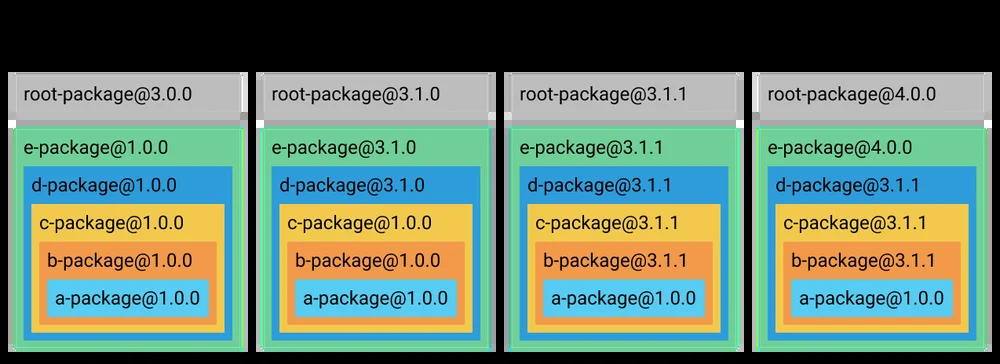 root-package@3.0.0
e-package@1.0.0
d-package@1.0.0
c-package@1.0.0
b-package@1.0.0
a-package@1.0.0
root-package@3.1.0
e-package@3.1.0
d-package@3.1.0
c-package@1.0.0
b-package@1.0.0
a-package@1.0.0
root-package@3.1.1
e-package@3.1.1
d-package@3.1.1
c-package@3.1.1
b-package@3.1.1
a-package@1.0.0
root-package@4.0.0
e-package@4.0.0
d-package@3.1.1
c-package@3.1.1
b-package@3.1.1
a-package@1.0.0